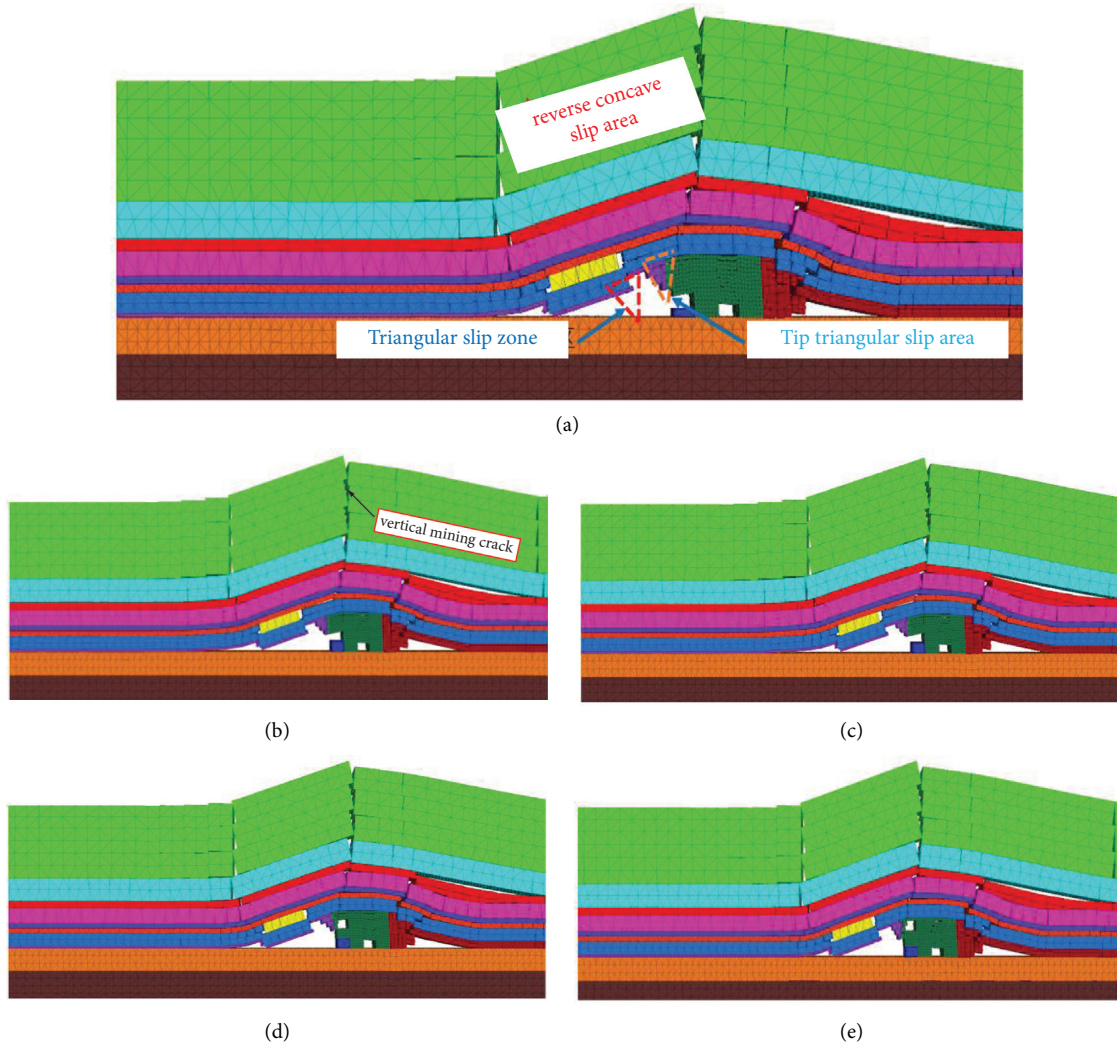 reverse concave
slip area
Triangular slip zone
Tip triangular slip area
(a)
vertical mining crack
(b)
(c)
(d)
(e)